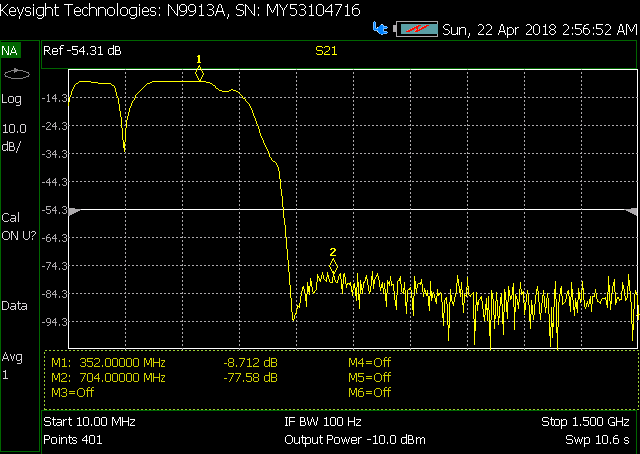 Keysight Technologies: N9913A, SN: MY53104716
Sun, 22 Apr 2018 2:56:52 AM
NA
Ref -54.31 dB
S21
1
Log
-14.3
10.0
-24.3
dB/
-34.3
-44.3
Cal
-54.3
ON U?
2
-64.3
-74.3
-84.3
Data
-94.3
Avg
1
M1: 352.00000 MHz -8.712 dB M4=Off
M2: 704.00000 MHz -77.58 dB M5=Off
M3=Off M6=Off
Start 10.00 MHz IF BW 100 Hz Stop 1.500 GHz
Points 401 Output Power -10.0 dBm Swp 10.6 s